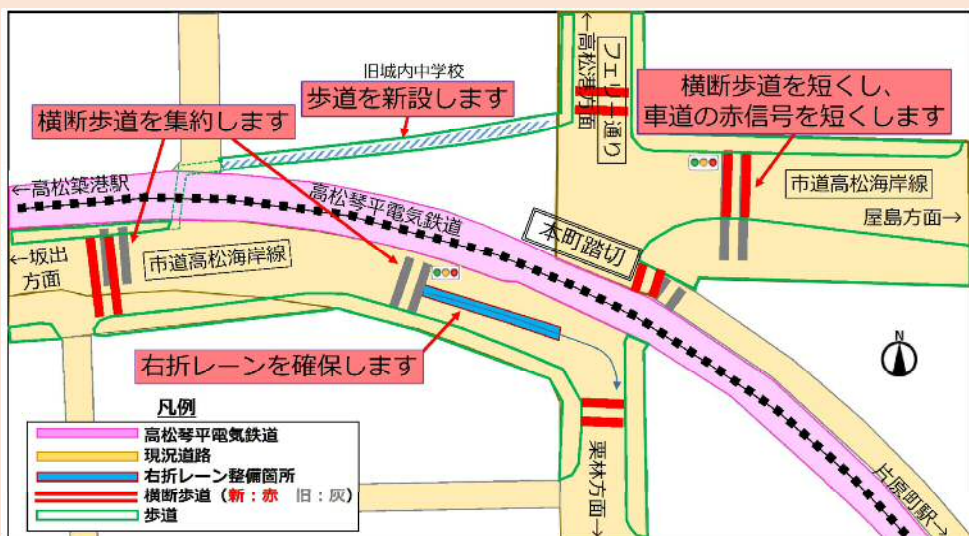 ←高松港方面
フェリー通り
旧城内中学校
歩道を新設します
横断歩道を集約します
横断歩道を短くし、
車道の赤信号を短くします
←高松築港駅
高松琴平電気鉄道
市道高松海岸線
屋島方面→
本町踏切
←坂出
方面
市道高松海岸線
N
右折レーンを確保します
栗林方面→
片原町駅→
凡例
高松琴平電気鉄道
現況道路
右折レーン整備箇所
横断歩道（新：赤　旧：灰）
歩道